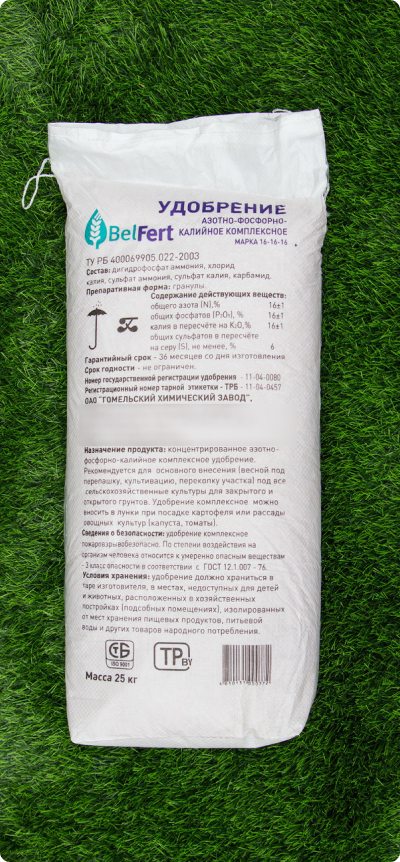 УДОБРЕНИЕ
АЗОТНО-ФОСФОРНО-
КАЛИЙНОЕ КОМПЛЕКСНОЕ
МАРКА 16-16-16
BelFert
ТУ РБ 400069905.022-2003
Состав: дигидрофосфат аммония, хлорид
калия, сульфат аммония, сульфат калия, карбамид.
Препаративная форма: гранулы.
Содержание действующих веществ:
общего азота (N),% 16±1
общих фосфатов (P₂O₅), % 16±1
калия в пересчёте на K₂O,% 16±1
общих сульфатов в пересчёте
на серу (S), не менее, % 6
Гарантийный срок - 36 месяцев со дня изготовления
Срок годности - не ограничен.
Номер государственной регистрации удобрения - 11-04-0080
Регистрационный номер тарной этикетки - ТРБ - 11-04-0457
ОАО "ГОМЕЛЬСКИЙ ХИМИЧЕСКИЙ ЗАВОД",
Назначение продукта: концентрированное азотно-
фосфорно-калийное комплексное удобрение.
Рекомендуется для основного внесения (весной под
перепашку, культивацию, перекопку участка) под все
сельскохозяйственные культуры для закрытого и
открытого грунтов. Удобрение комплексное можно
вносить в лунки при посадке картофеля или рассады
овощных культур (капуста, томаты).
Сведения о безопасности: удобрение комплексное
пожаровзрывобезопасно. По степени воздействия на
организм человека относится к умеренно опасным веществам
- 3 класс опасности в соответствии с ГОСТ 12.1.007 - 76.
Условия хранения: удобрение должно храниться в
таре изготовителя, в местах, недоступных для детей
и животных, расположенных в хозяйственных
постройках (подсобных помещениях), изолированных
от мест хранения пищевых продуктов, питьевой
воды и других товаров народного потребления.
СТБ
ISO 9001
ТР BY
Масса 25 кг